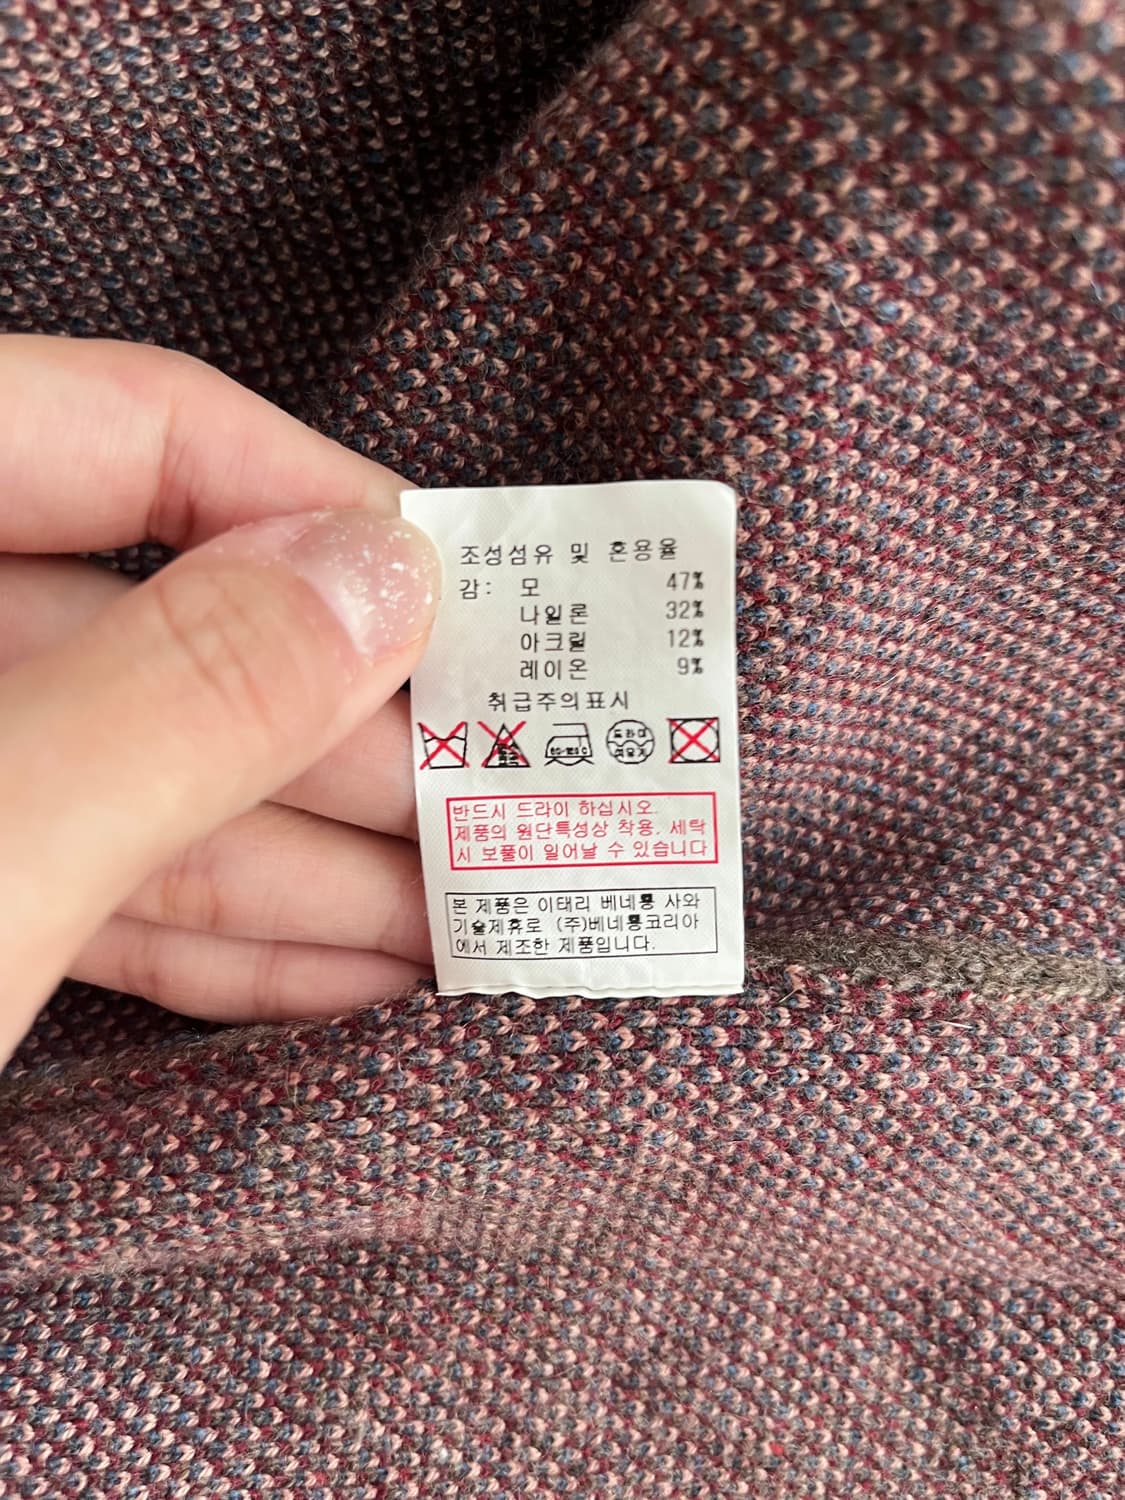 조성섬유 및 혼용율
감: 모 47%
나일론 32%
아크릴 12%
레이온 9%
취급주의표시
드라이
반드시 드라이 하십시오.
제품의 원단특성상 착용, 세탁
시 보풀이 일어날 수 있습니다
본 제품은 이태리 베네통 사와
기술제휴로 (주)베네통코리아
에서 제조한 제품입니다.